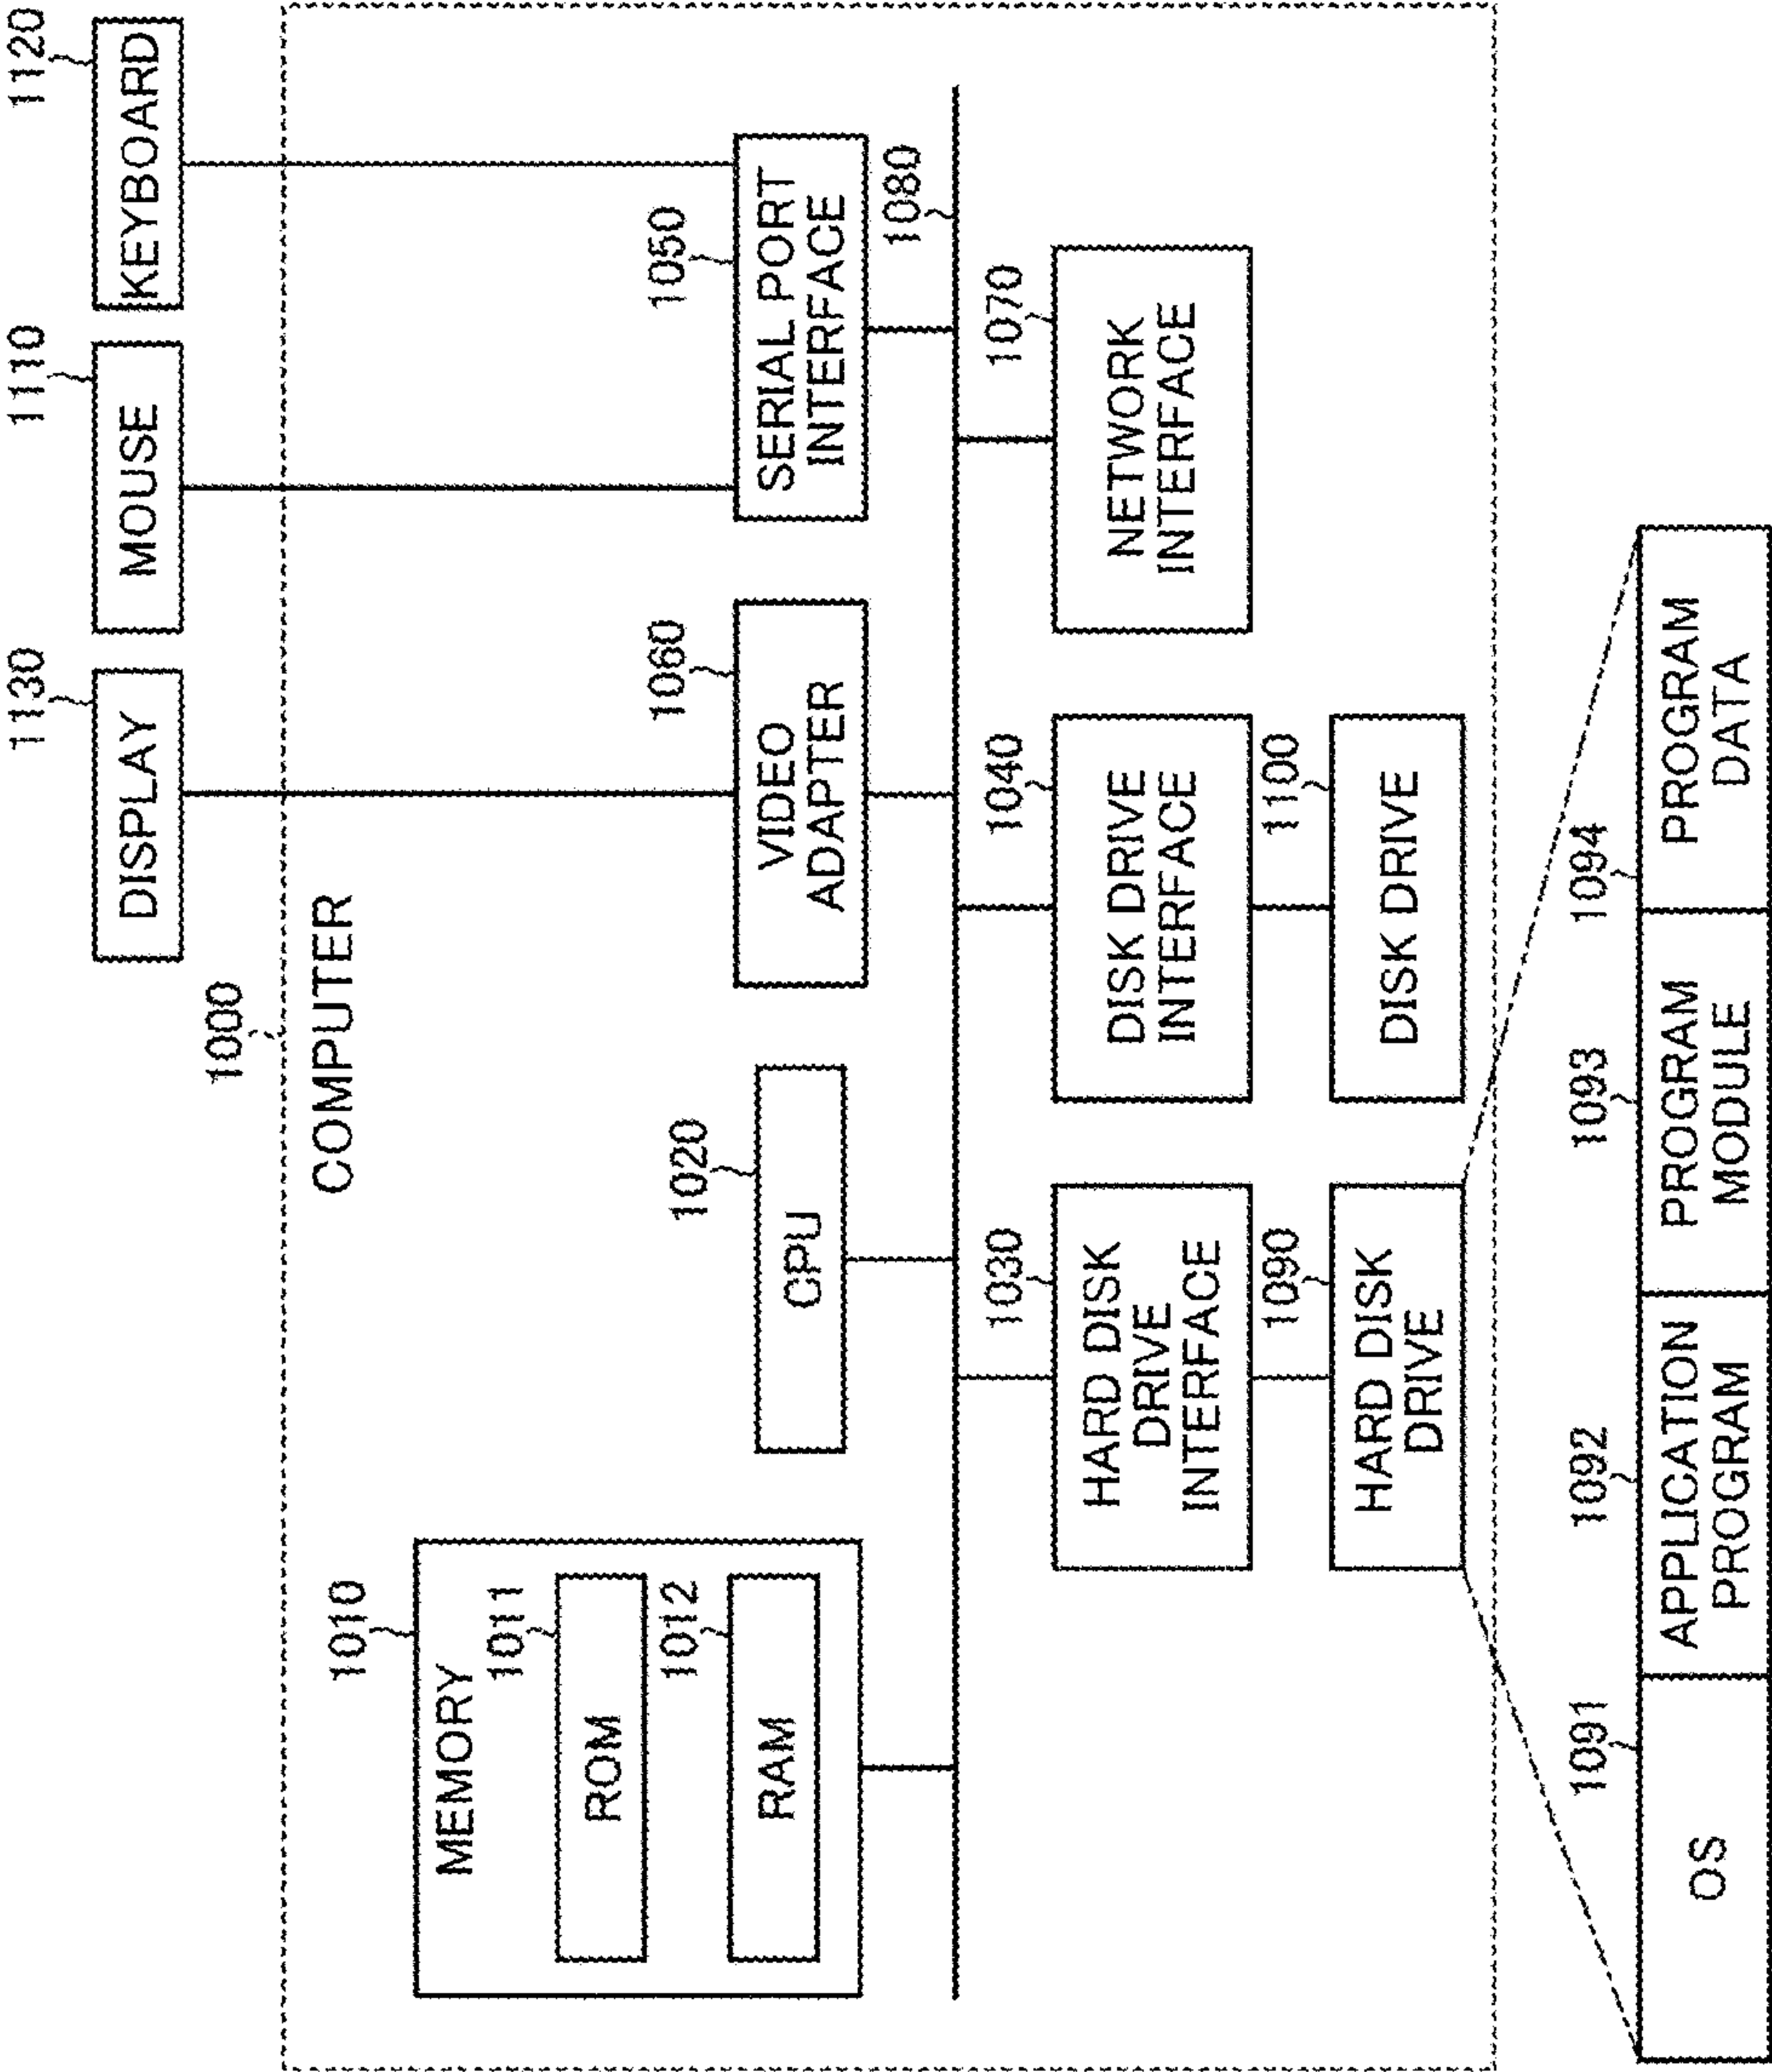 1130
DISPLAY
1110
MOUSE
1120
KEYBOARD
1000
COMPUTER
1010
MEMORY
1011
ROM
1012
RAM
1020
CPU
1060
VIDEO
ADAPTER
1050
SERIAL PORT
INTERFACE
1080
1030
HARD DISK
DRIVE
INTERFACE
1040
DISK DRIVE
INTERFACE
1070
NETWORK
INTERFACE
1090
HARD DISK
DRIVE
1100
DISK DRIVE
1091
OS
1092
APPLICATION
PROGRAM
1093
PROGRAM
MODULE
1094
PROGRAM
DATA